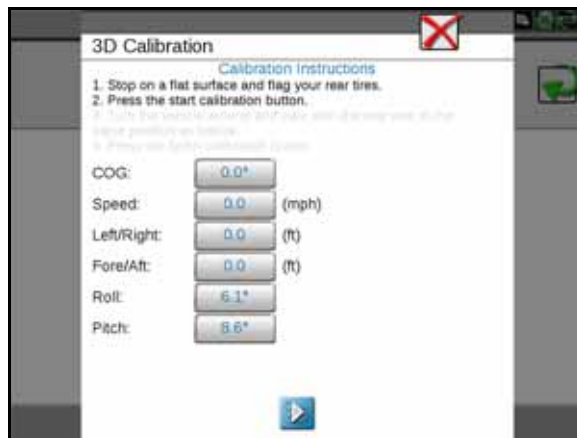 3D Calibration
Calibration Instructions
1. Stop on a flat surface and flag your rear tires.
2. Press the start calibration button.
COG: 0.0°
Speed: 0.0 (mph)
Left/Right: 0.0 (ft)
Fore/Aft: 0.0 (ft)
Roll: 6.1°
Pitch: 8.6°